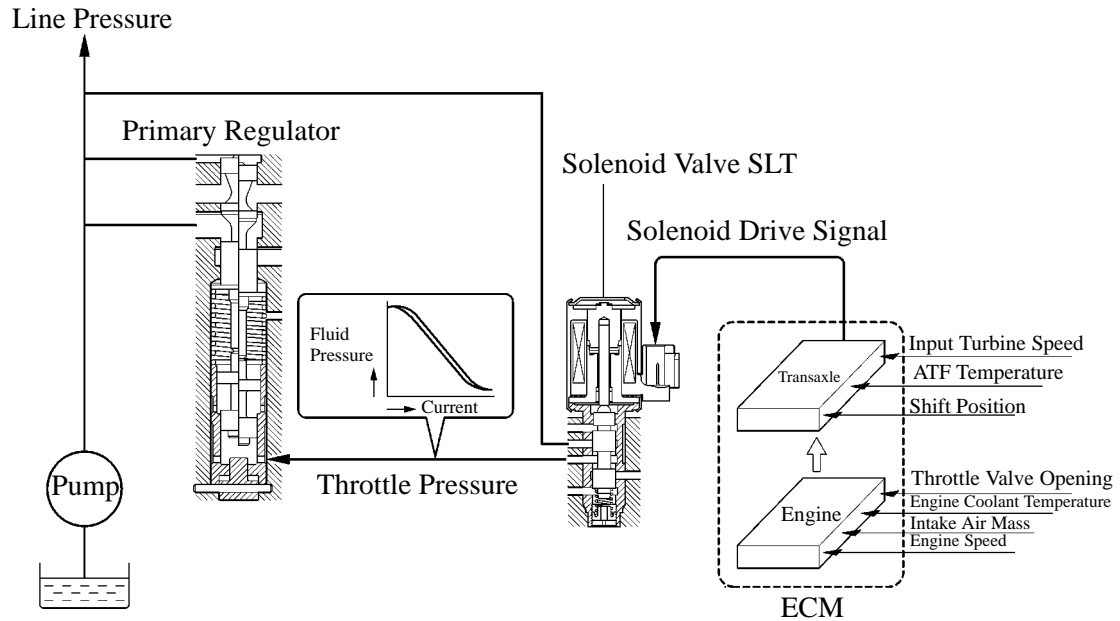 Line Pressure
Primary Regulator
Solenoid Valve SLT
Solenoid Drive Signal
Fluid
Pressure
Current
Transaxle
Input Turbine Speed
ATF Temperature
Shift Position
Pump
Throttle Pressure
Engine
Throttle Valve Opening
Engine Coolant Temperature
Intake Air Mass
Engine Speed
ECM